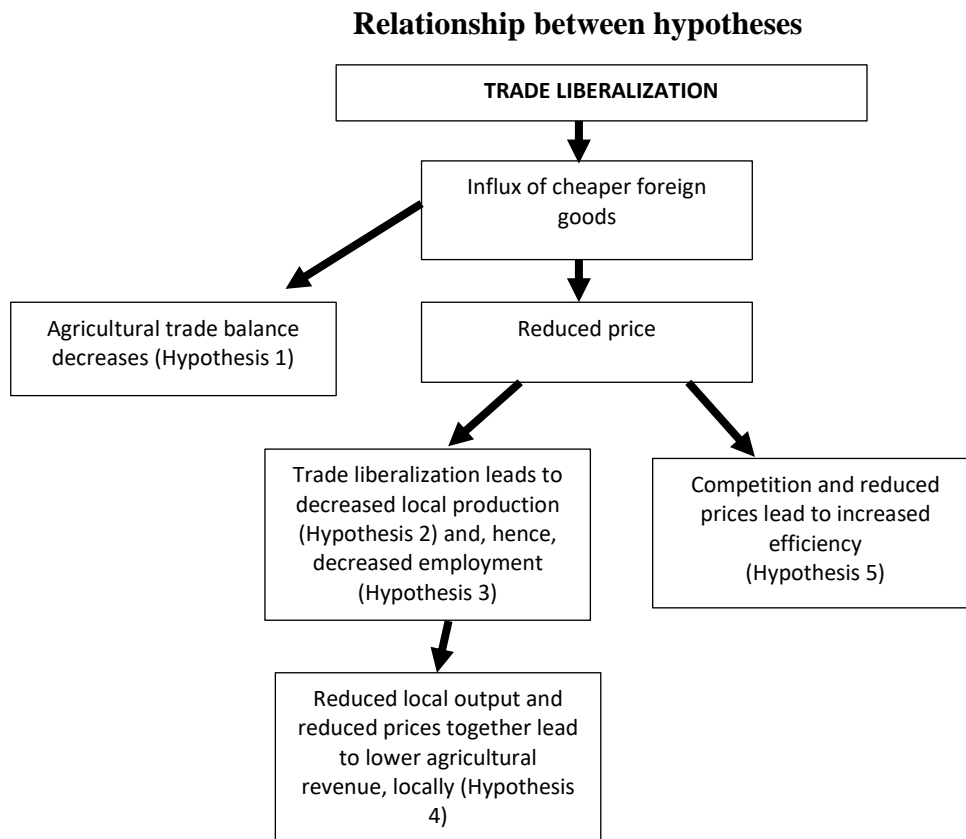 Relationship between hypotheses
TRADE LIBERALIZATION
Influx of cheaper foreign
goods
Agricultural trade balance
decreases (Hypothesis 1)
Reduced price
Trade liberalization leads to
decreased local production
(Hypothesis 2) and, hence,
decreased employment
(Hypothesis 3)
Competition and reduced
prices lead to increased
efficiency
(Hypothesis 5)
Reduced local output and
reduced prices together lead
to lower agricultural
revenue, locally (Hypothesis
4)